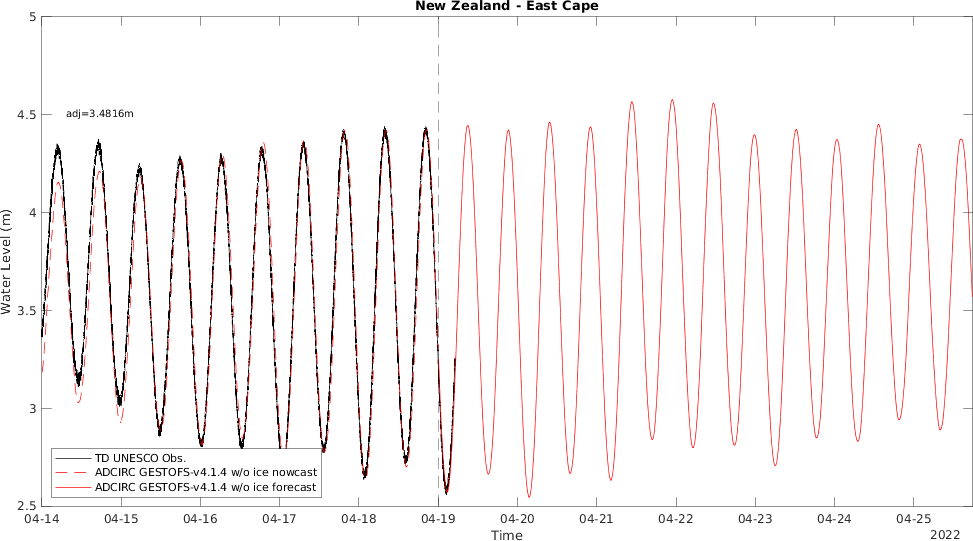 New Zealand - East Cape
5
adj=3.4816m
4.5
4
Water Level (m)
3.5
3
TD UNESCO Obs.
ADCIRC GESTOFS-v4.1.4 w/o ice nowcast
ADCIRC GESTOFS-v4.1.4 w/o ice forecast
2.5
04-14 04-15 04-16 04-17 04-18 04-19 04-20 04-21 04-22 04-23 04-24 04-25
Time
2022